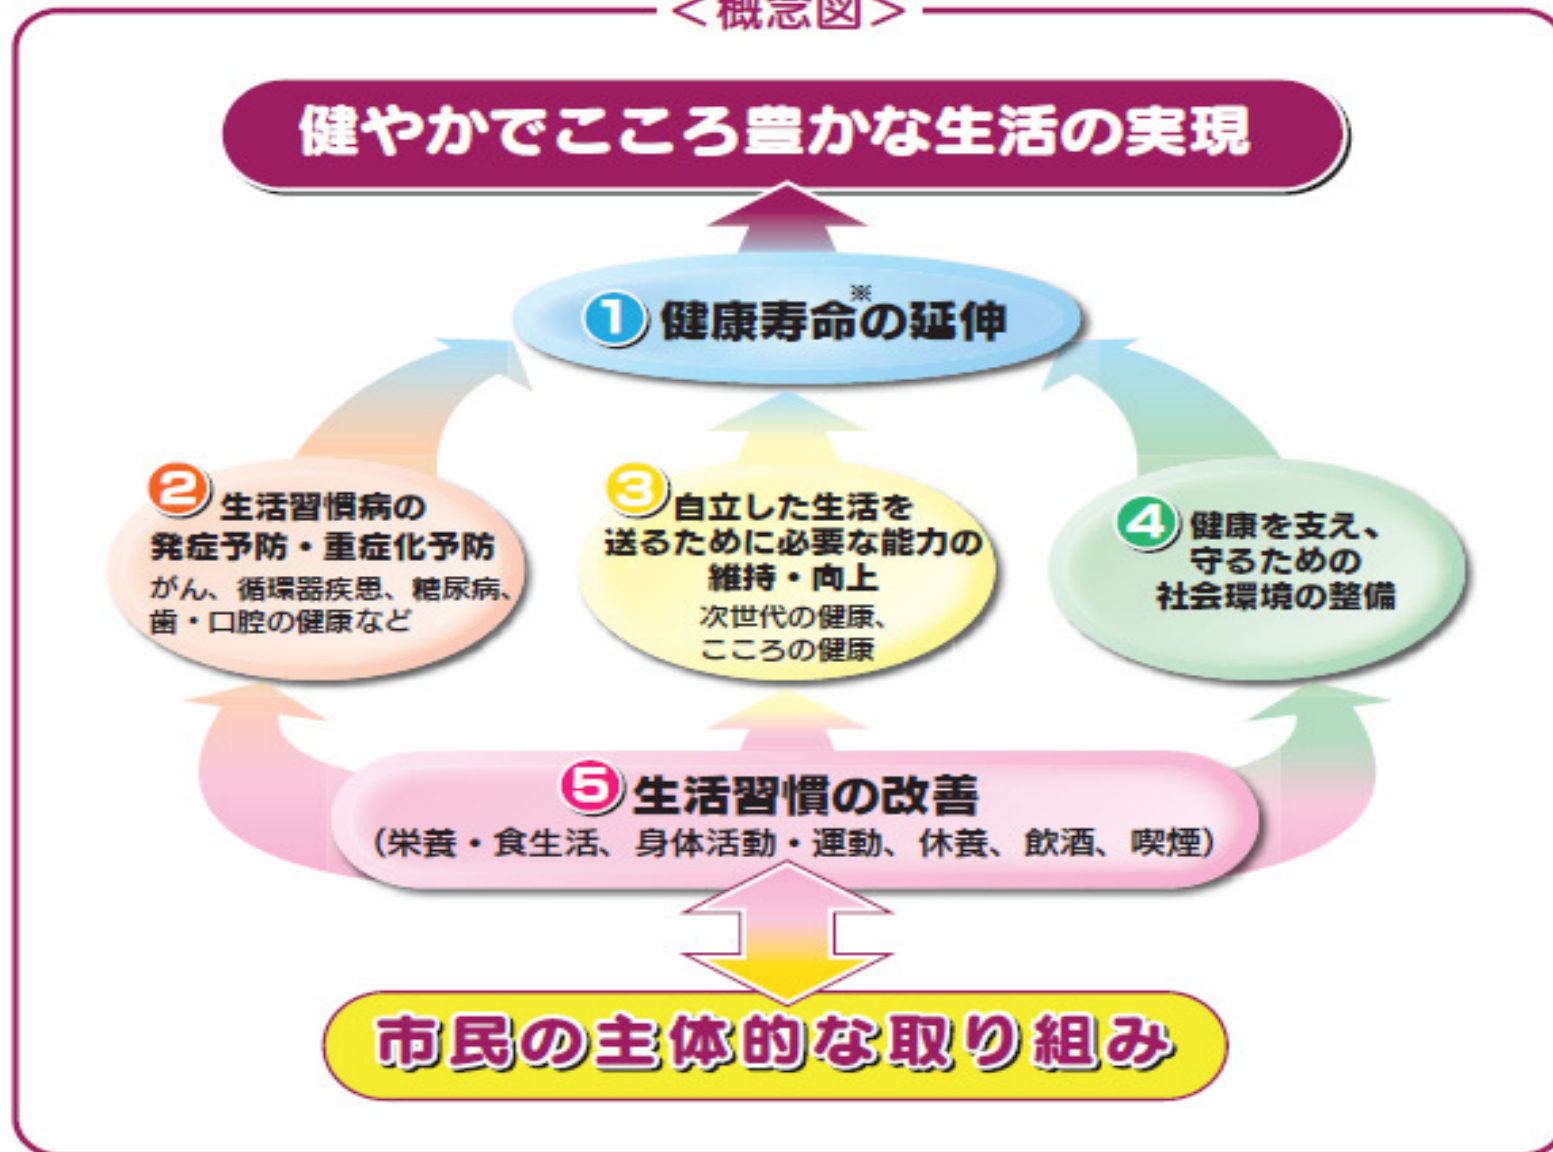 ＜概念図＞
健やかでこころ豊かな生活の実現
1 健康寿命※の延伸
2 生活習慣病の
発症予防・重症化予防
がん、循環器疾患、糖尿病、
歯・口腔の健康など
3 自立した生活を
送るために必要な能力の
維持・向上
次世代の健康、
こころの健康
4 健康を支え、
守るための
社会環境の整備
5 生活習慣の改善
（栄養・食生活、身体活動・運動、休養、飲酒、喫煙）
市民の主体的な取り組み